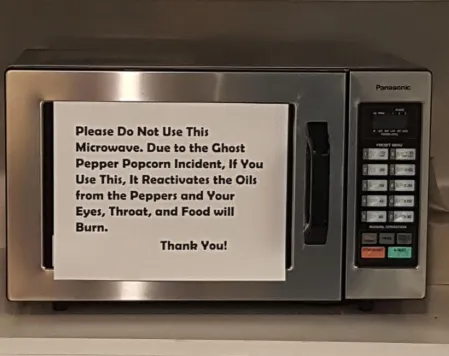 Panasonic
Please Do Not Use This
Microwave. Due to the Ghost
Pepper Popcorn Incident, If You
Use This, It Reactivates the Oils
from the Peppers and Your
Eyes, Throat, and Food will
Burn.
Thank You!